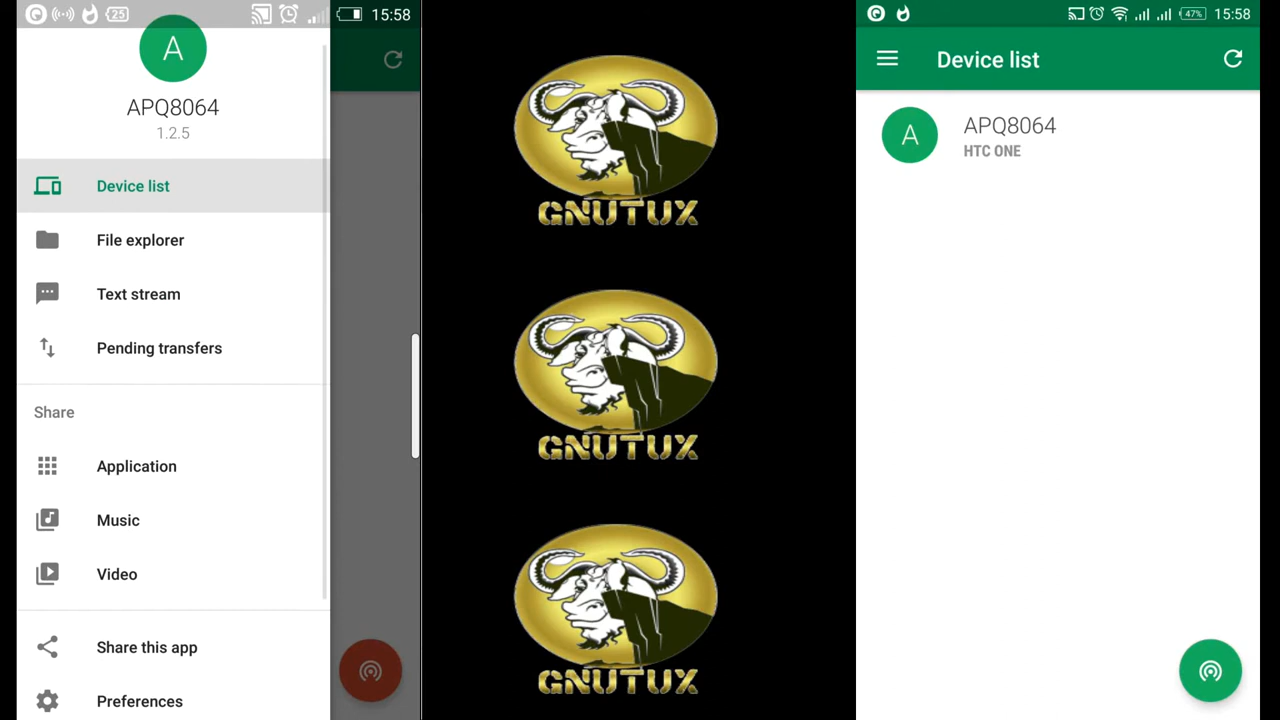 25
15:58
A
APQ8064
1.2.5
Device list
File explorer
Text stream
Pending transfers
Share
Application
Music
Video
Share this app
Preferences
GNUTUX
GNUTUX
GNUTUX
47%
15:58
Device list
A
APQ8064
HTC ONE